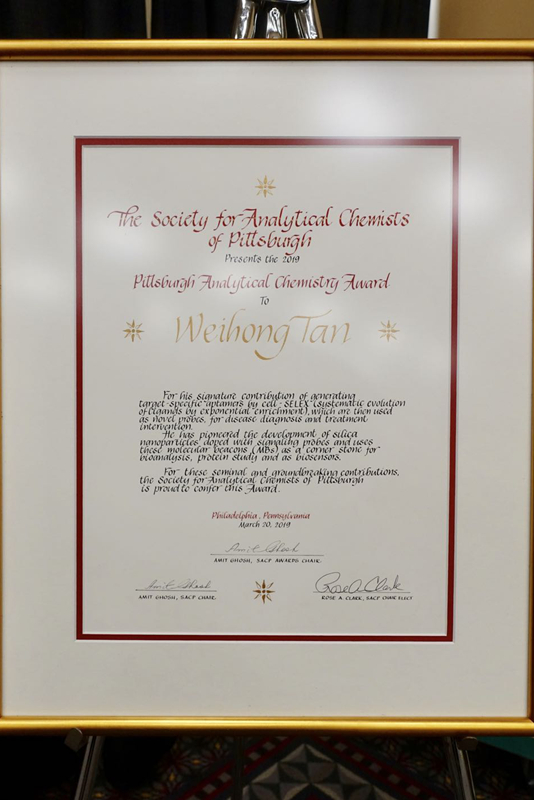 The Society for Analytical Chemists
of Pittsburgh
Presents the 2019
Pittsburgh Analytical Chemistry Award
To
Weihong Tan
For his signature contribution of generating
target-specific aptamers by cell-SELEX (systematic evolution
of ligands by exponential enrichment), which are then used
as novel probes, for disease diagnosis and treatment
intervention.
He has pioneered the development of silica
nanoparticles doped with signaling probes and uses
these molecular beacons (MBs) as a corner stone for
bioanalysis, protein study and as biosensors.
For these seminal and groundbreaking contributions,
the Society for Analytical Chemists of Pittsburgh
is proud to confer this Award.
Philadelphia, Pennsylvania
March 20, 2019
Amit Ghosh
AMIT GHOSH, SACP AWARDS CHAIR
Amit Ghosh
AMIT GHOSH, SACP CHAIR
Rose A Clark
ROSE A. CLARK, SACP CHAIR ELECT